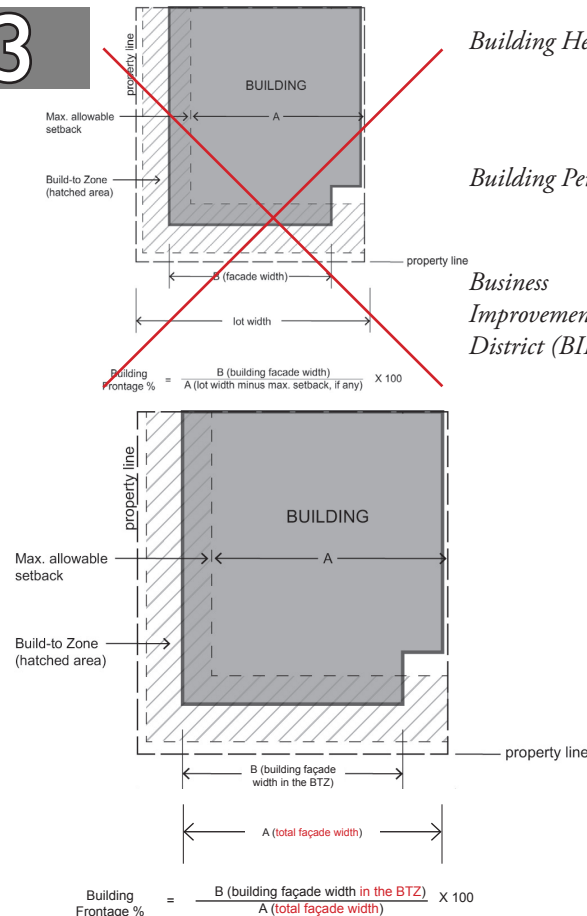 3
property line
BUILDING
Max. allowable
setback
A
Build-to Zone
(hatched area)
property line
B (facade width)
lot width
Building
Frontage %
=
B (building facade width)
A (lot width minus max. setback, if any)
X 100
Building He
Building Per
Business
Improvemen
District (BI
property line
BUILDING
Max. allowable
setback
A
Build-to Zone
(hatched area)
property line
B (building façade
width in the BTZ)
A (total façade width)
Building
Frontage %
=
B (building façade width in the BTZ)
A (total façade width)
X 100